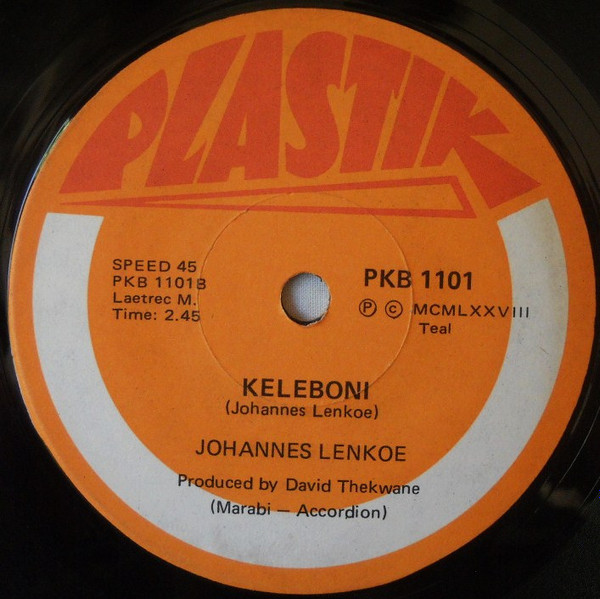 PLASTIK
SPEED 45
PKB 1101B
Laetrec M.
Time: 2.45
PKB 1101
Ⓟ © MCMLXXVIII
Teal
KELEBONI
(Johannes Lenkoe)
JOHANNES LENKOE
Produced by David Thekwane
(Marabi — Accordion)